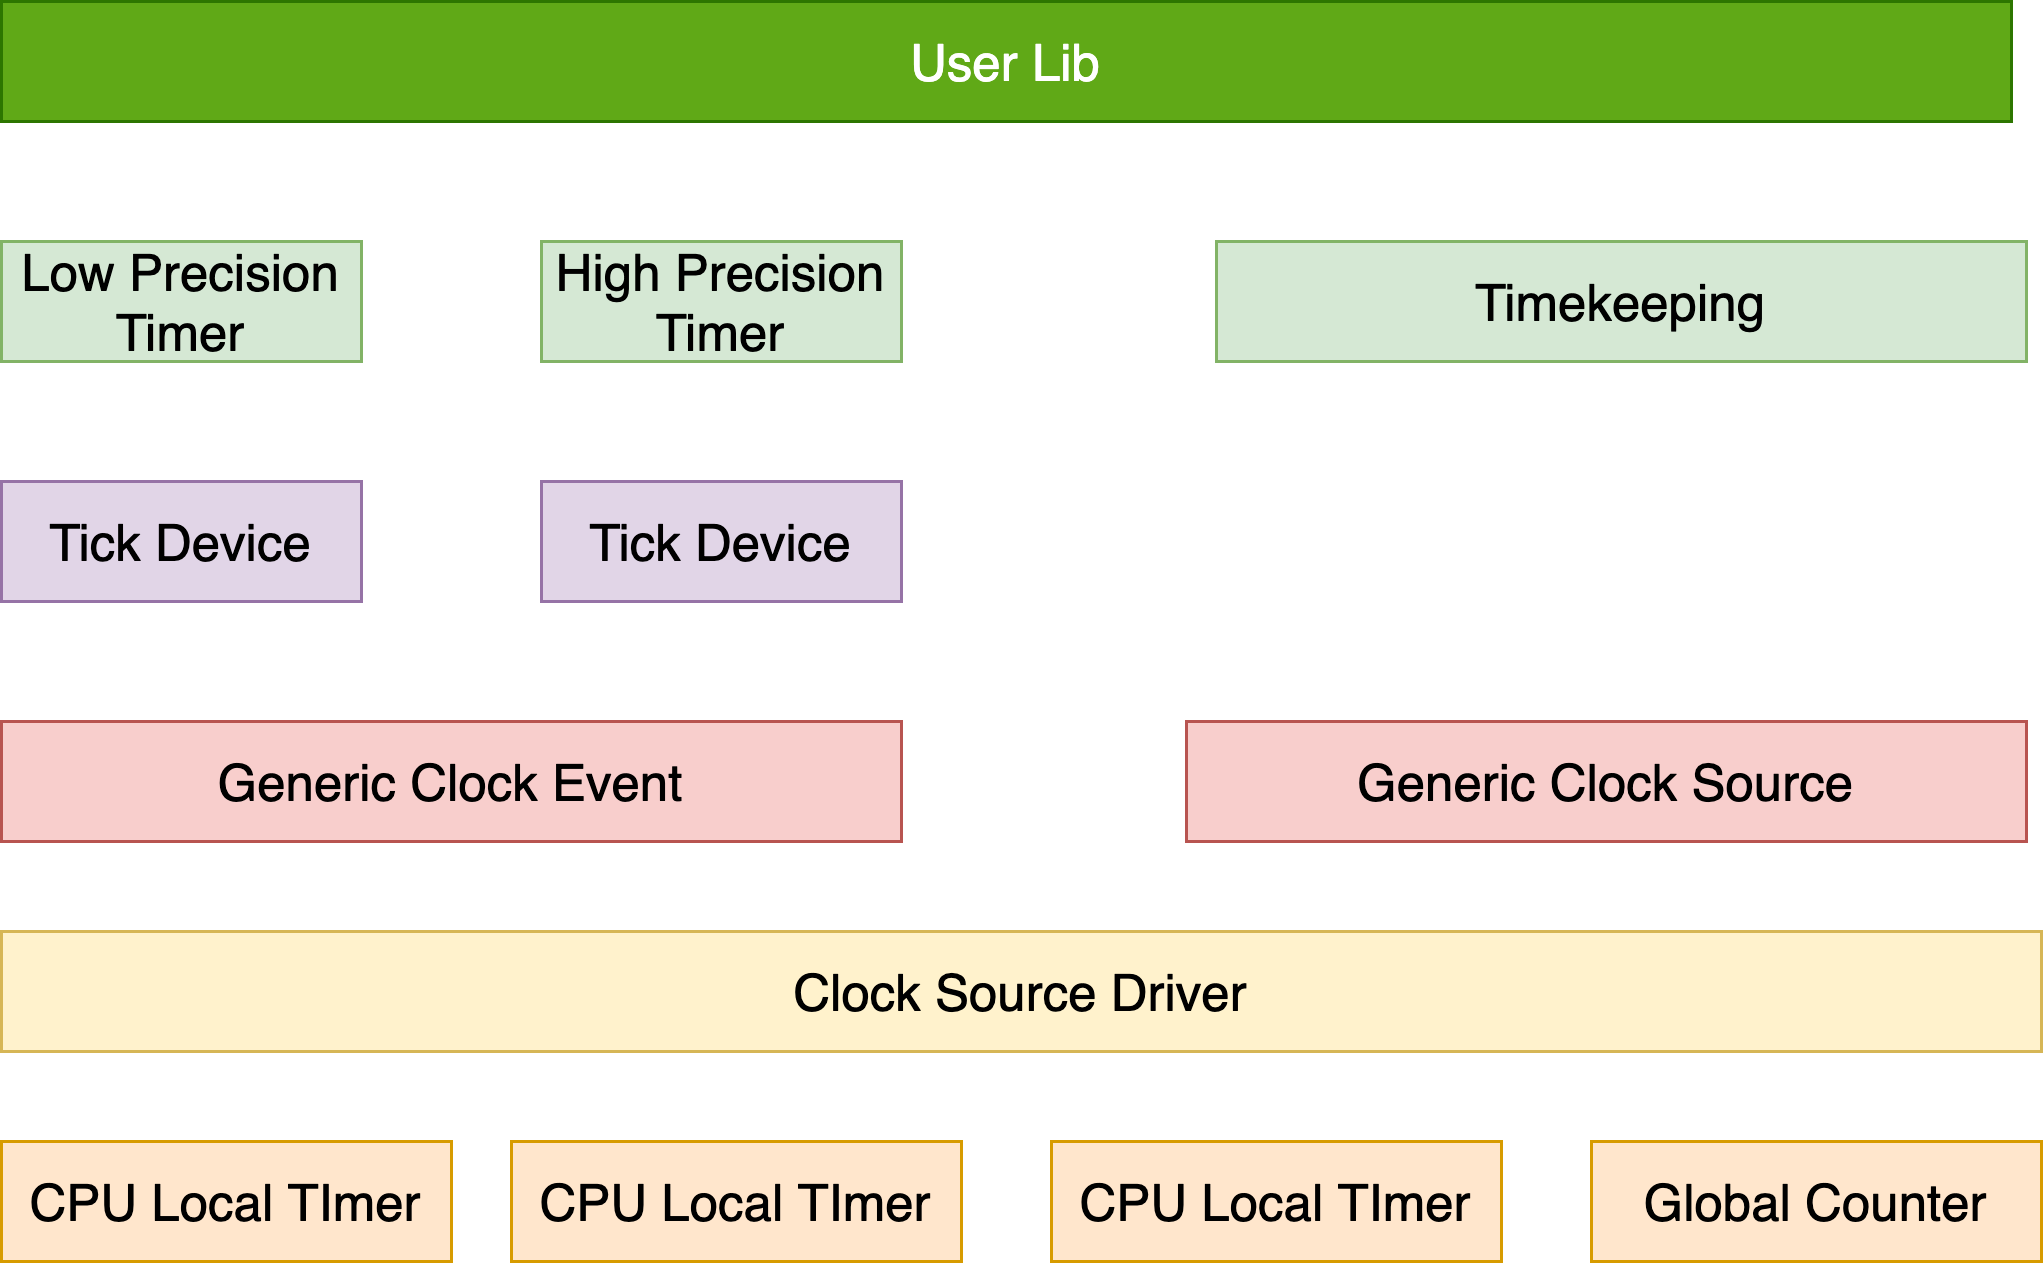 User Lib
Low Precision
Timer
High Precision
Timer
Timekeeping
Tick Device
Tick Device
Generic Clock Event
Generic Clock Source
Clock Source Driver
CPU Local TImer
CPU Local TImer
CPU Local TImer
Global Counter